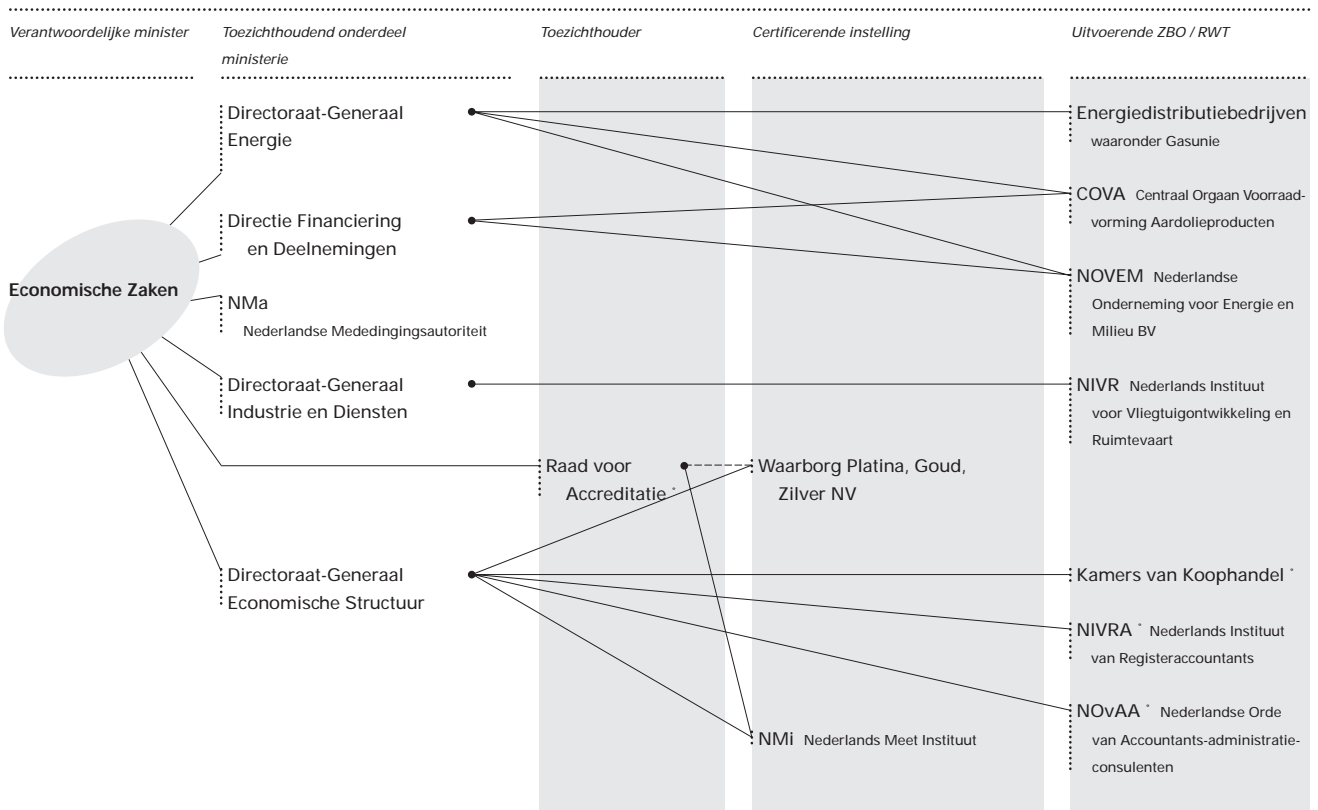 Verantwoordelijke minister
Toezichthoudend onderdeel
ministerie
Toezichthouder
Certificerende instelling
Uitvoerende ZBO / RWT
Economische Zaken
Directoraat-Generaal
Energie
Directie Financiering
en Deelnemingen
NMa
Nederlandse Mededingingsautoriteit
Directoraat-Generaal
Industrie en Diensten
Directoraat-Generaal
Economische Structuur
Raad voor
Accreditatie *
Waarborg Platina, Goud,
Zilver NV
NMi Nederlands Meet Instituut
Energiedistributiebedrijven
waaronder Gasunie
COVA Centraal Orgaan Voorraad-
vorming Aardolieproducten
NOVEM Nederlandse
Onderneming voor Energie en
Milieu BV
NIVR Nederlands Instituut
voor Vliegtuigontwikkeling en
Ruimtevaart
Kamers van Koophandel *
NIVRA * Nederlands Instituut
van Registeraccountants
NOvAA * Nederlandse Orde
van Accountants-administratie-
consulenten